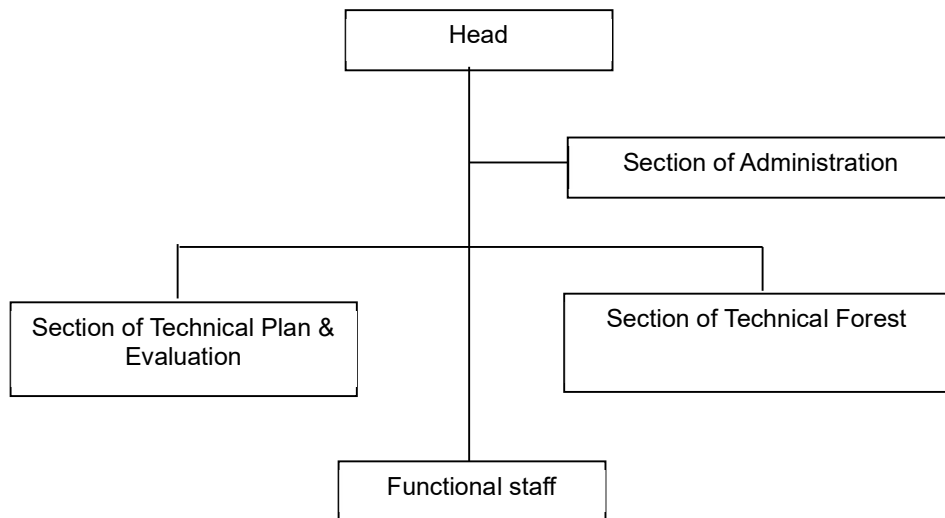 Head
Section of Administration
Section of Technical Plan &
Evaluation
Section of Technical Forest
Functional staff